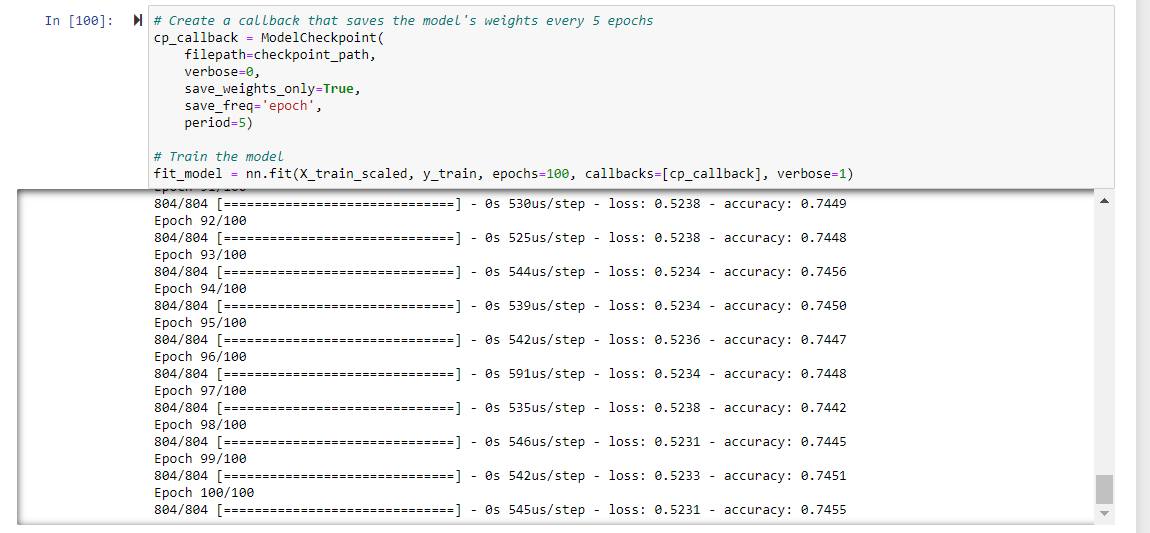 In [100]:
# Create a callback that saves the model's weights every 5 epochs
cp_callback = ModelCheckpoint(
    filepath=checkpoint_path,
    verbose=0,
    save_weights_only=True,
    save_freq='epoch',
    period=5)

# Train the model
fit_model = nn.fit(X_train_scaled, y_train, epochs=100, callbacks=[cp_callback], verbose=1)
Epoch 91/100
804/804 [==============================] - 0s 530us/step - loss: 0.5238 - accuracy: 0.7449
Epoch 92/100
804/804 [==============================] - 0s 525us/step - loss: 0.5238 - accuracy: 0.7448
Epoch 93/100
804/804 [==============================] - 0s 544us/step - loss: 0.5234 - accuracy: 0.7456
Epoch 94/100
804/804 [==============================] - 0s 539us/step - loss: 0.5234 - accuracy: 0.7450
Epoch 95/100
804/804 [==============================] - 0s 542us/step - loss: 0.5236 - accuracy: 0.7447
Epoch 96/100
804/804 [==============================] - 0s 591us/step - loss: 0.5234 - accuracy: 0.7448
Epoch 97/100
804/804 [==============================] - 0s 535us/step - loss: 0.5238 - accuracy: 0.7442
Epoch 98/100
804/804 [==============================] - 0s 546us/step - loss: 0.5231 - accuracy: 0.7445
Epoch 99/100
804/804 [==============================] - 0s 542us/step - loss: 0.5233 - accuracy: 0.7451
Epoch 100/100
804/804 [==============================] - 0s 545us/step - loss: 0.5231 - accuracy: 0.7455